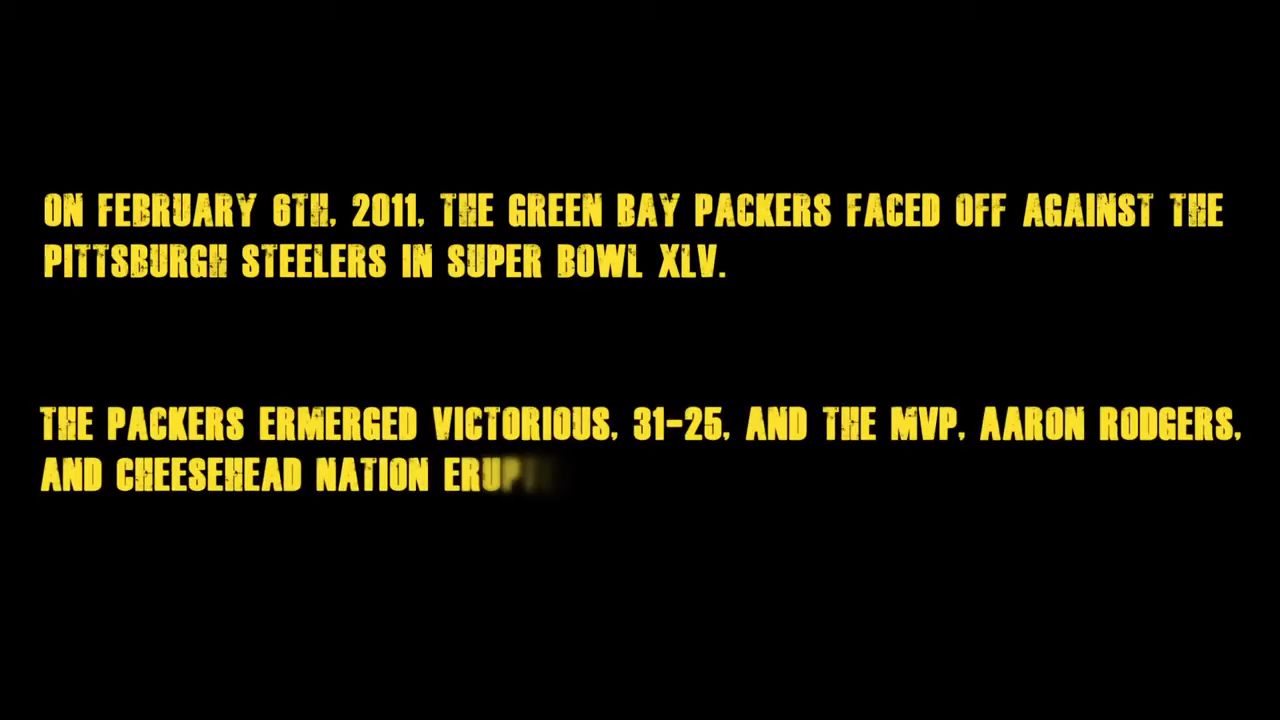 ON FEBRUARY 6TH, 2011, THE GREEN BAY PACKERS FACED OFF AGAINST THE
PITTSBURGH STEELERS IN SUPER BOWL XLV.
THE PACKERS ERMERGED VICTORIOUS, 31-25, AND THE MVP, AARON RODGERS,
AND CHEESEHEAD NATION